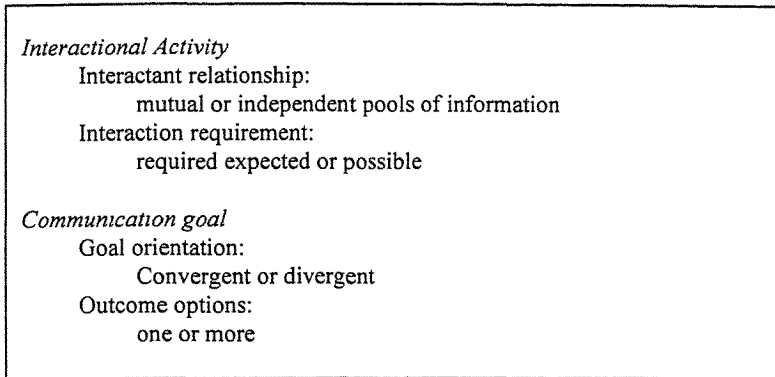 Interactional Activity
Interactant relationship:
mutual or independent pools of information
Interaction requirement:
required expected or possible
Communication goal
Goal orientation:
Convergent or divergent
Outcome options:
one or more